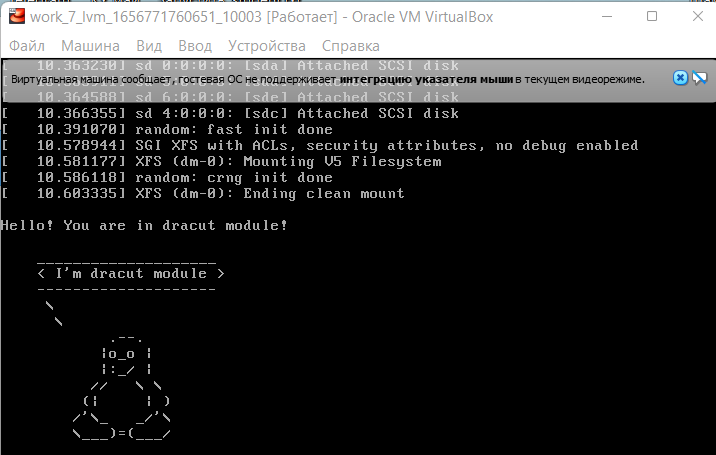 work_7_lvm_1656771760651_10003 [Работает] - Oracle VM VirtualBox
Файл Машина Вид Ввод Устройства Справка
[ 10.363230] sd 0:0:0:0: [sda] Attached SCSI disk
Виртуальная машина сообщает, гостевая ОС не поддерживает интеграцию указателя мыши в текущем видеорежиме.
[ 10.364588] sd 6:0:0:0: [sde] Attached SCSI disk
[ 10.366355] sd 4:0:0:0: [sdc] Attached SCSI disk
[ 10.391070] random: fast init done
[ 10.578944] SGI XFS with ACLs, security attributes, no debug enabled
[ 10.581177] XFS (dm-0): Mounting V5 Filesystem
[ 10.586118] random: crng init done
[ 10.603335] XFS (dm-0): Ending clean mount
Hello! You are in dracut module!
 ____________________
< I'm dracut module >
 --------------------
  \
   \
         .--.
        |o_o |
        |:_/ |
       //   \ \
      (|     | )
     /'\_   _/'\
     \___)=(___/